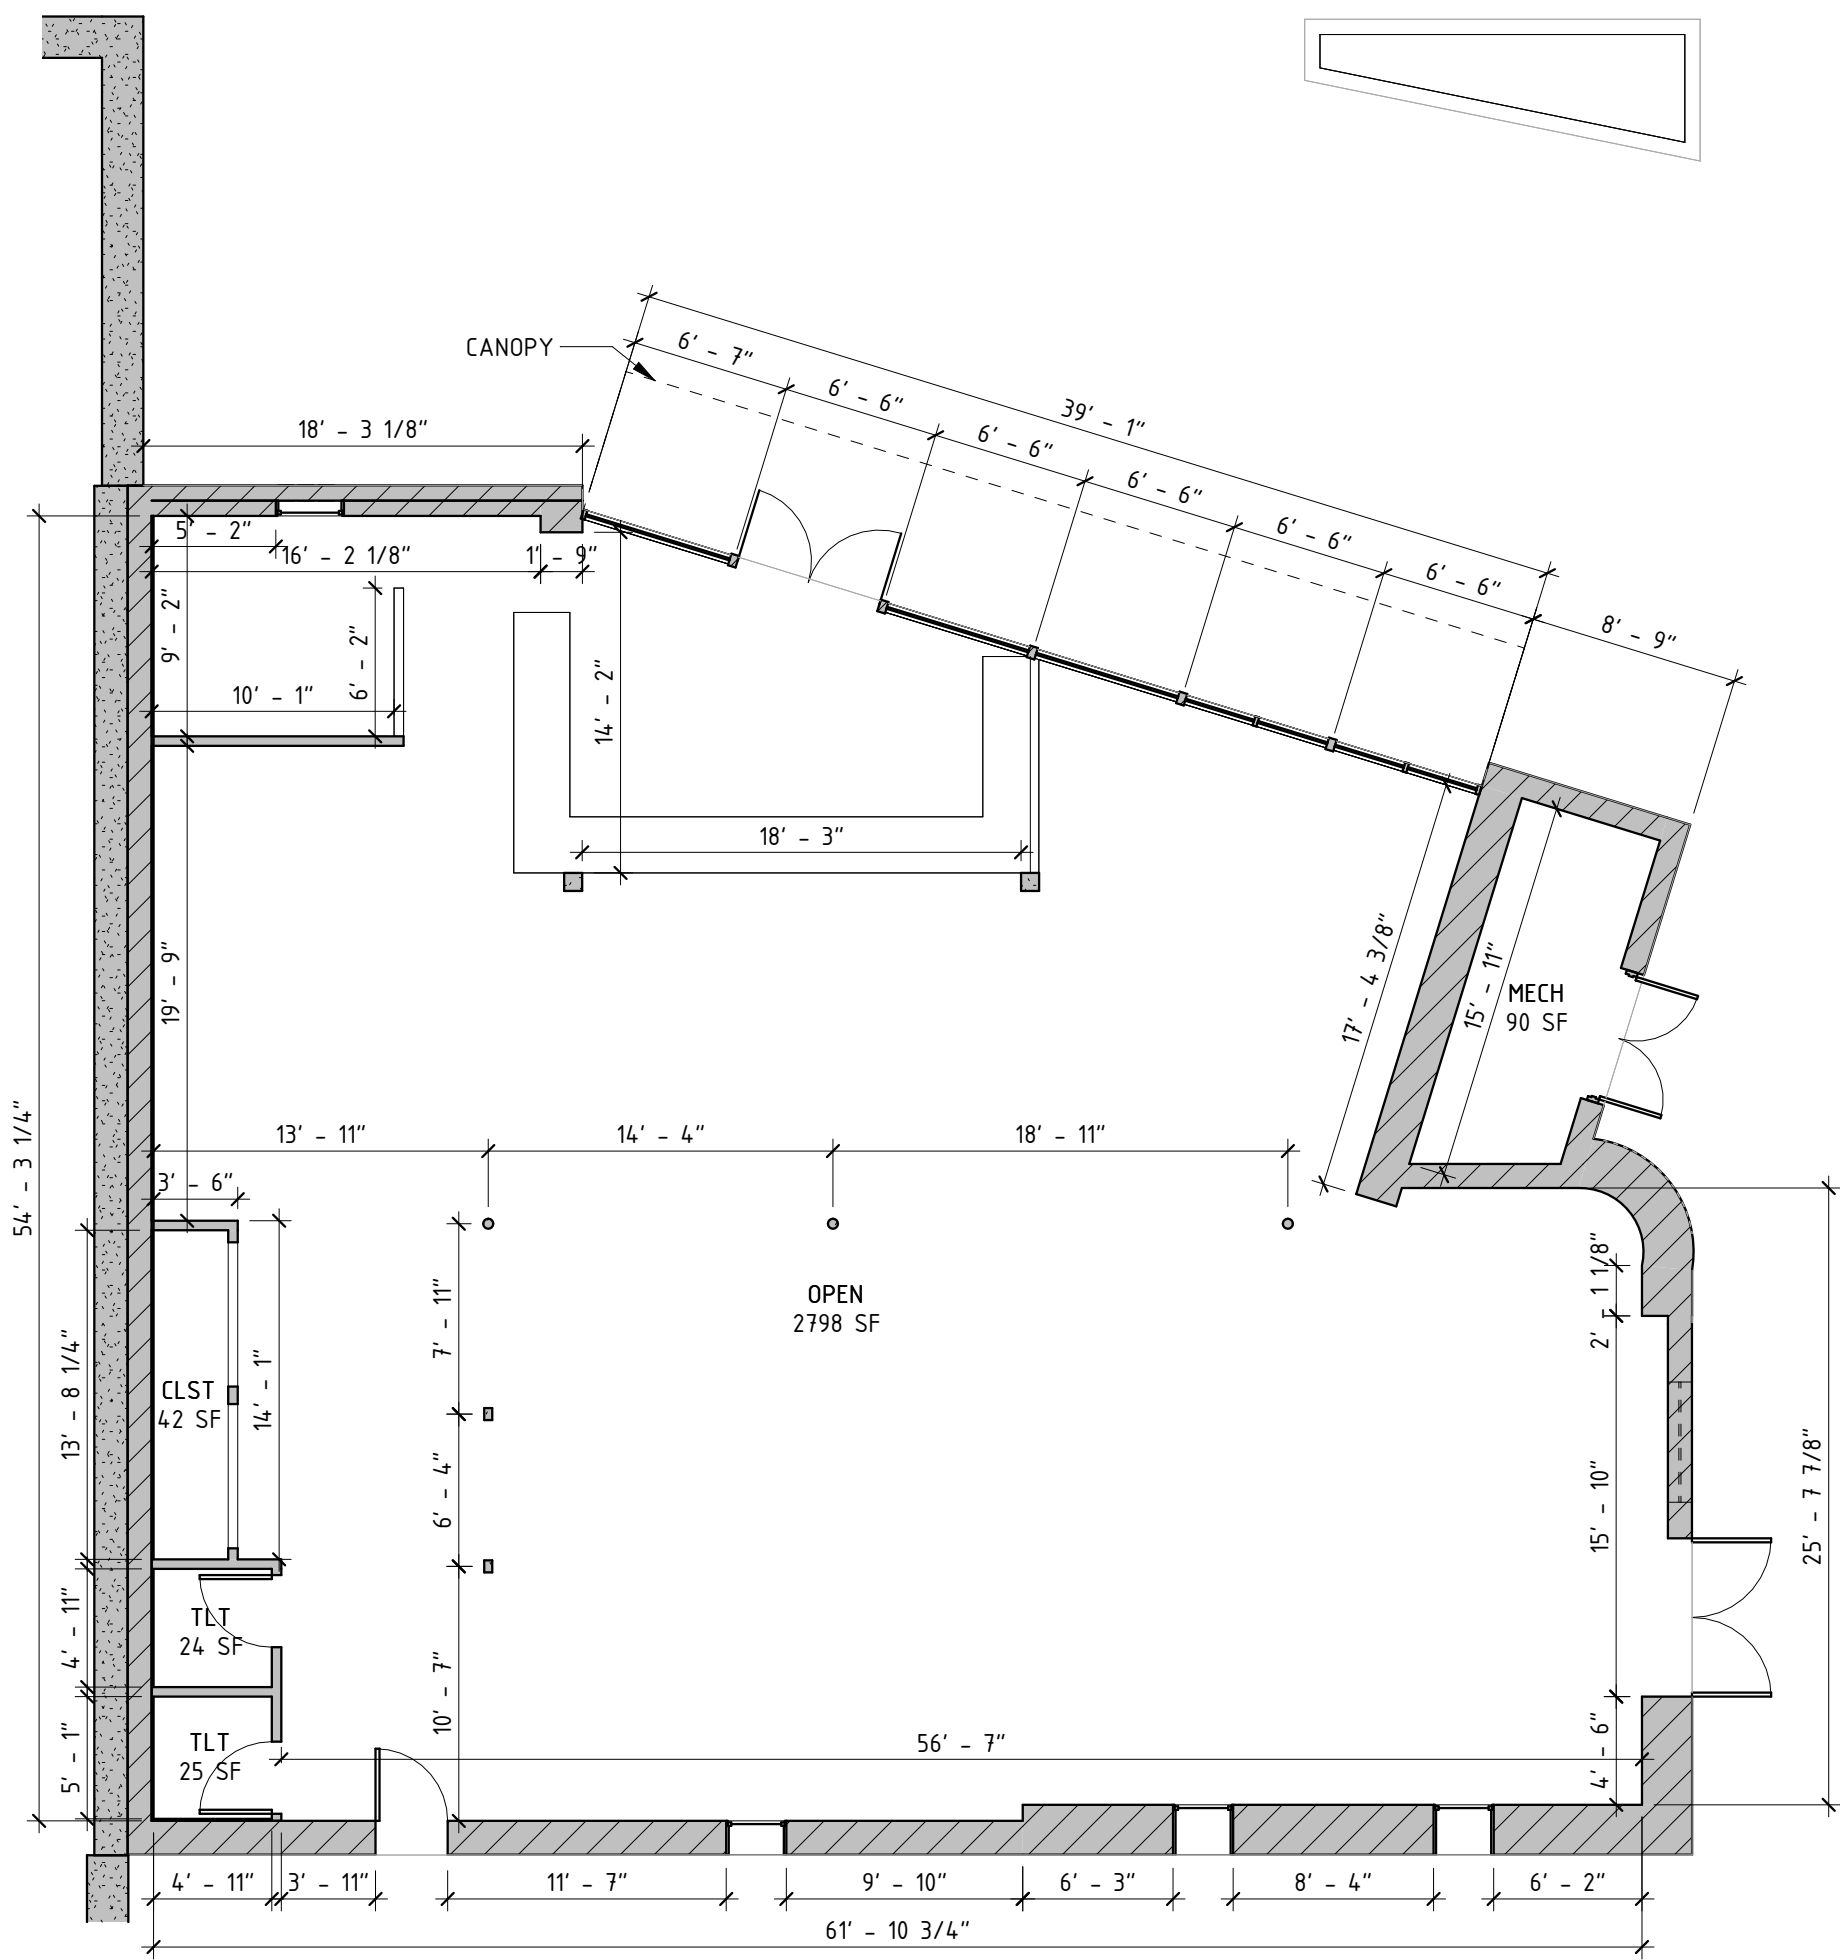 6' - 7"
CANOPY
6' - 6"
39' - 1"
18' - 3 1/8"
6' - 6"
6' - 6"
6' - 6"
5' - 2"
16' - 2 1/8"
1' - 9"
6' - 6"
9' - 2"
6' - 2"
8' - 9"
10' - 1"
14' - 2"
18' - 3"
19' - 9"
17' - 4 3/8"
15' - 11"
MECH
90 SF
54' - 3 1/4"
13' - 11"
14' - 4"
18' - 11"
3' - 6"
7' - 11"
OPEN
2798 SF
2' - 1 1/8"
13' - 8 1/4"
CLST
42 SF
14' - 1"
6' - 4"
15' - 10"
25' - 7 7/8"
4' - 11"
TLT
24 SF
10' - 7"
5' - 1"
TLT
25 SF
56' - 7"
4' - 6"
4' - 11"
3' - 11"
11' - 7"
9' - 10"
6' - 3"
8' - 4"
6' - 2"
61' - 10 3/4"